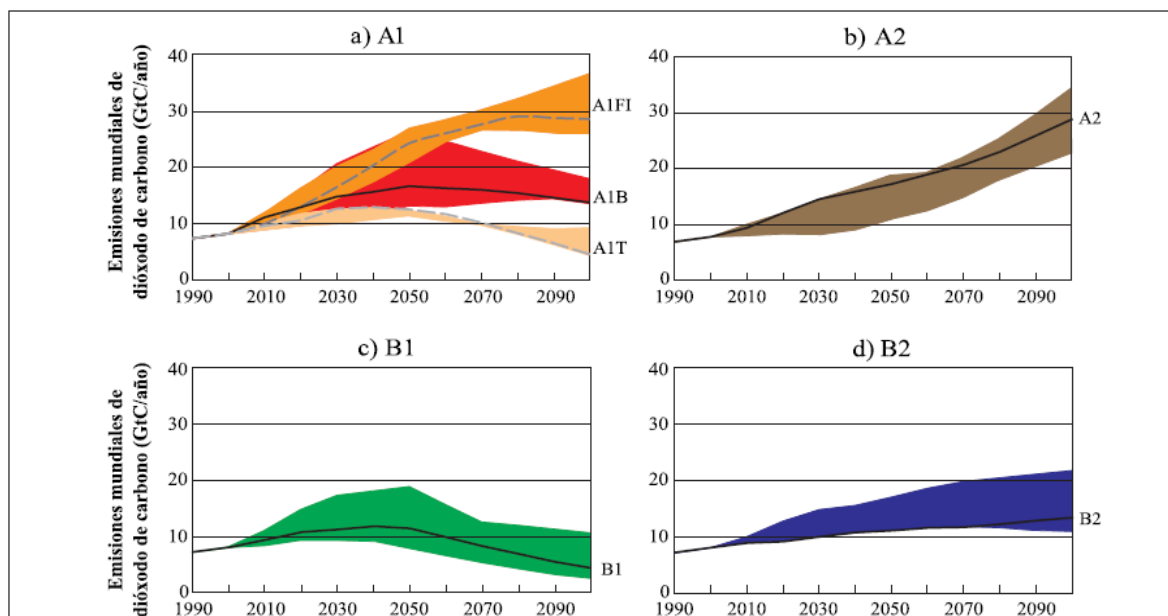 a) A1
Emisiones mundiales de
dióxodo de carbono (GtC/año)
40
30
20
10
0
1990 2010 2030 2050 2070 2090
A1FI
A1B
A1T
b) A2
40
30
20
10
0
1990 2010 2030 2050 2070 2090
A2
c) B1
Emisiones mundiales de
dióxodo de carbono (GtC/año)
40
30
20
10
0
1990 2010 2030 2050 2070 2090
B1
d) B2
40
30
20
10
0
1990 2010 2030 2050 2070 2090
B2